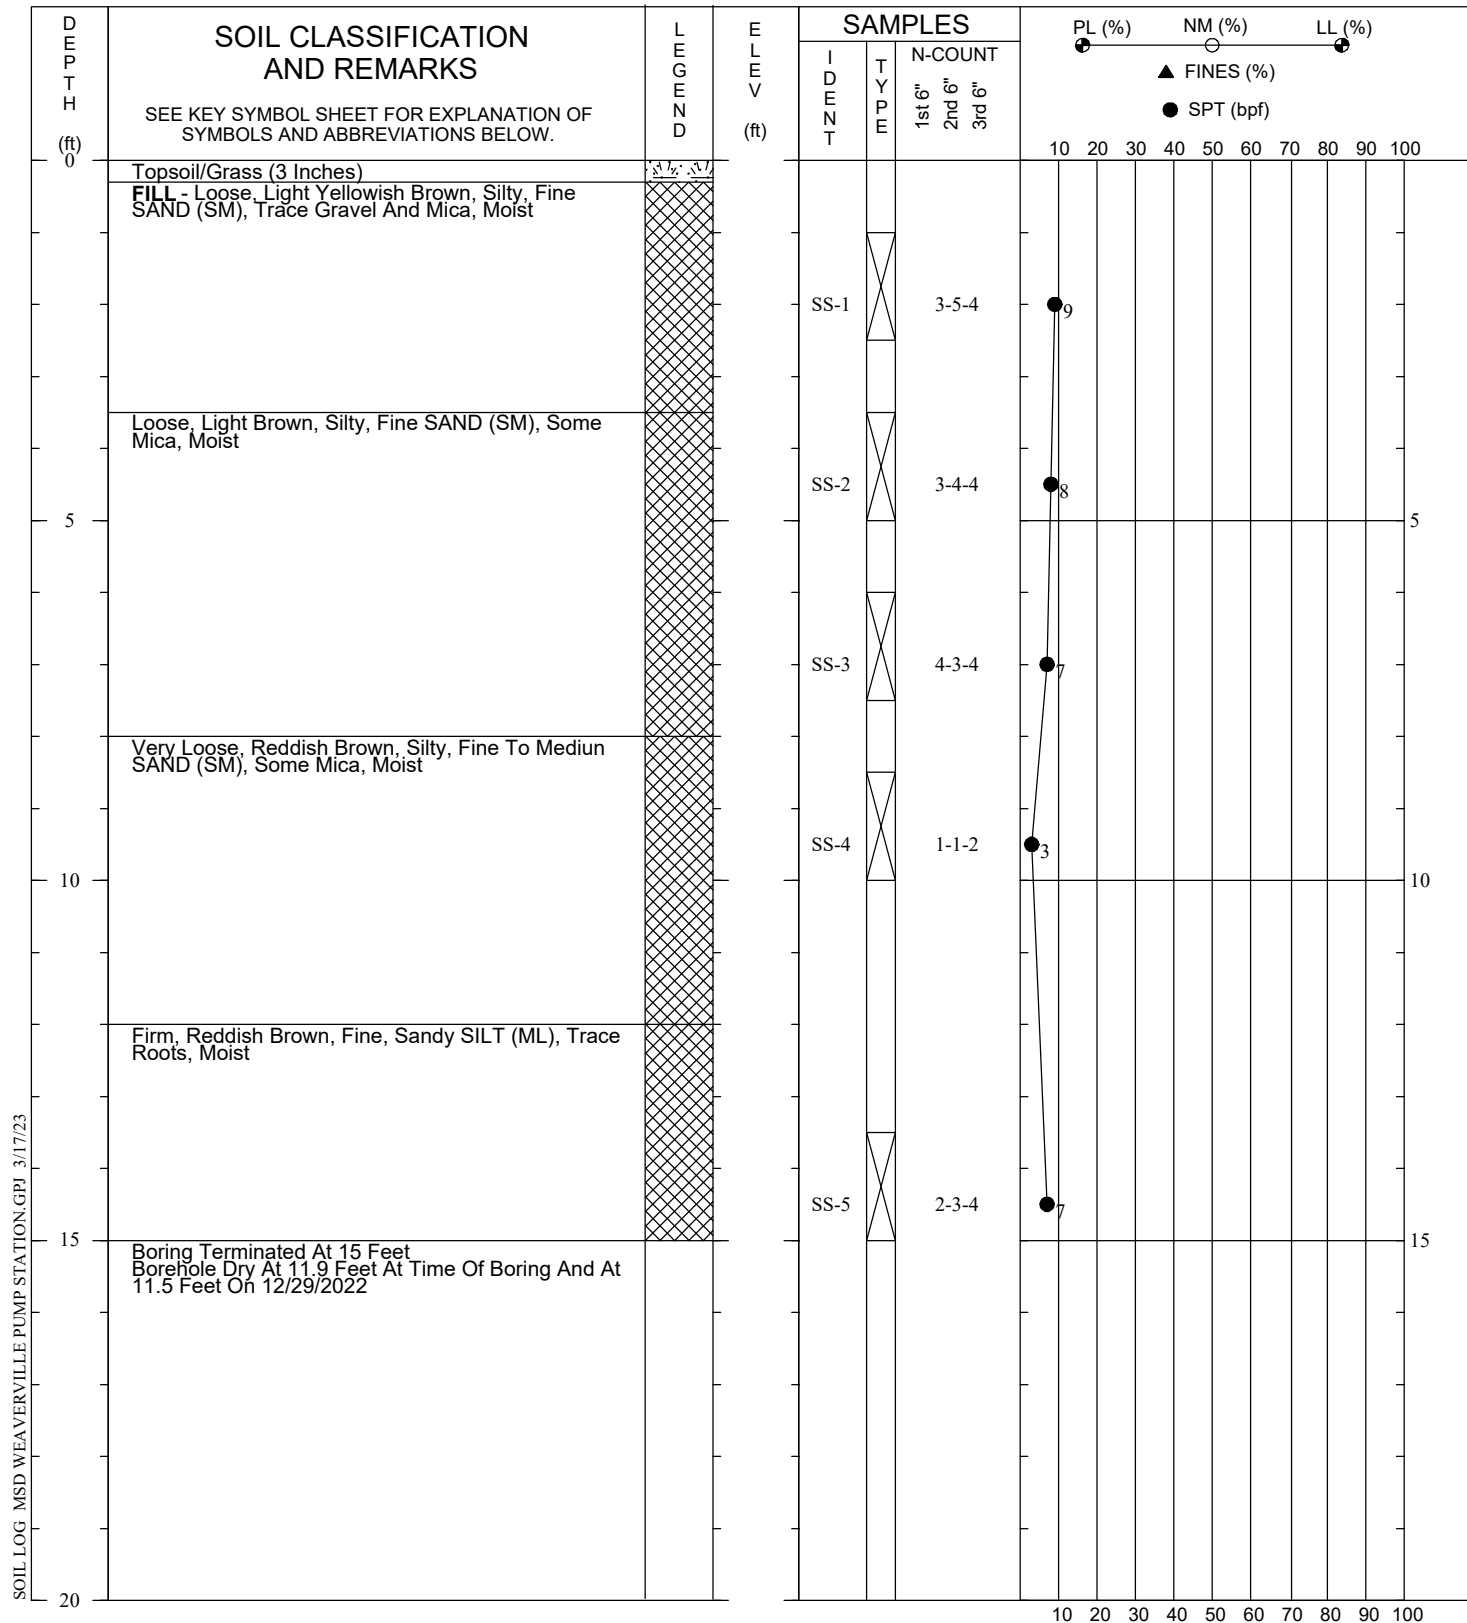 DEPTH
(ft)
SOIL CLASSIFICATION
AND REMARKS
SEE KEY SYMBOL SHEET FOR EXPLANATION OF
SYMBOLS AND ABBREVIATIONS BELOW.
LEGEND
ELEV
(ft)
SAMPLES
IDENT
TYPE
N-COUNT
1st 6"
2nd 6"
3rd 6"
PL (%) NM (%) LL (%)
FINES (%)
SPT (bpf)
10 20 30 40 50 60 70 80 90 100
0
Topsoil/Grass (3 Inches)
FILL - Loose, Light Yellowish Brown, Silty, Fine
SAND (SM), Trace Gravel And Mica, Moist
SS-1 3-5-4 9
Loose, Light Brown, Silty, Fine SAND (SM), Some
Mica, Moist
SS-2 3-4-4 8
5 5
SS-3 4-3-4 7
Very Loose, Reddish Brown, Silty, Fine To Mediun
SAND (SM), Some Mica, Moist
SS-4 1-1-2 3
10 10
Firm, Reddish Brown, Fine, Sandy SILT (ML), Trace
Roots, Moist
SS-5 2-3-4 7
15 15
Boring Terminated At 15 Feet
Borehole Dry At 11.9 Feet At Time Of Boring And At
11.5 Feet On 12/29/2022
20
10 20 30 40 50 60 70 80 90 100
SOIL LOG MSD WEAVERVILLE PUMP STATION.GPJ 3/17/23